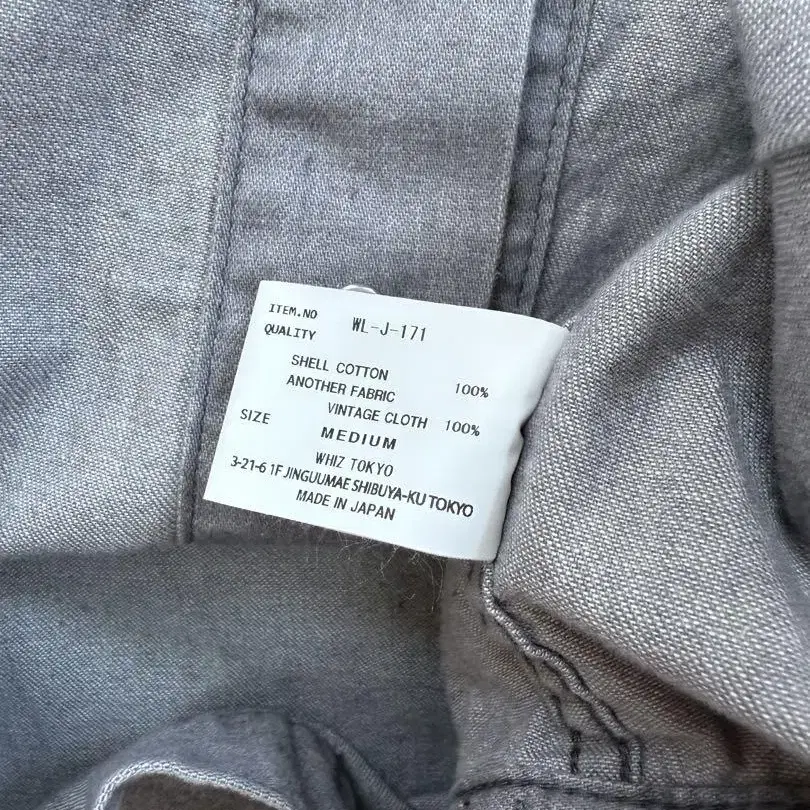 ITEM.NO WL-J-171
QUALITY
SHELL COTTON 100%
ANOTHER FABRIC
VINTAGE CLOTH 100%
SIZE
MEDIUM
WHIZ TOKYO
3-21-6 1F JINGUUMAE SHIBUYA-KU TOKYO
MADE IN JAPAN